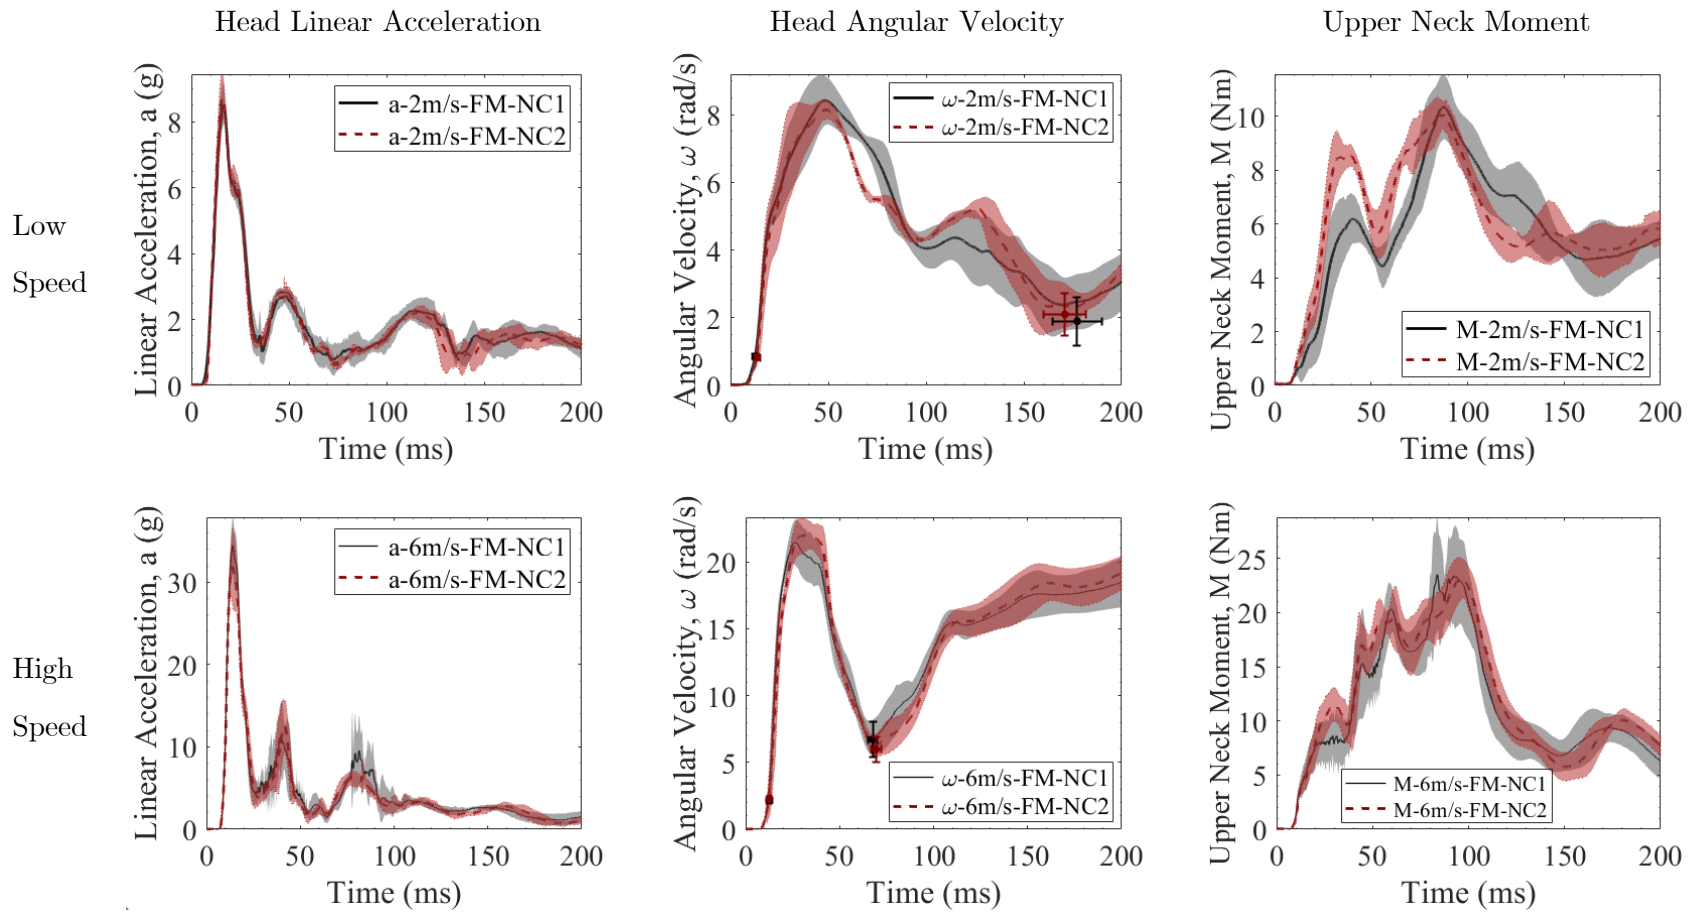 Head Linear Acceleration
Head Angular Velocity
Upper Neck Moment
Low
Speed
Linear Acceleration, a (g)
8
6
4
2
0
a-2m/s-FM-NC1
a-2m/s-FM-NC2
0 50 100 150 200
Time (ms)
Angular Velocity, ω (rad/s)
8
6
4
2
0
ω-2m/s-FM-NC1
ω-2m/s-FM-NC2
0 50 100 150 200
Time (ms)
Upper Neck Moment, M (Nm)
10
8
6
4
2
0
M-2m/s-FM-NC1
M-2m/s-FM-NC2
0 50 100 150 200
Time (ms)
High
Speed
Linear Acceleration, a (g)
30
20
10
0
a-6m/s-FM-NC1
a-6m/s-FM-NC2
0 50 100 150 200
Time (ms)
Angular Velocity, ω (rad/s)
20
15
10
5
0
ω-6m/s-FM-NC1
ω-6m/s-FM-NC2
0 50 100 150 200
Time (ms)
Upper Neck Moment, M (Nm)
25
20
15
10
5
0
M-6m/s-FM-NC1
M-6m/s-FM-NC2
0 50 100 150 200
Time (ms)